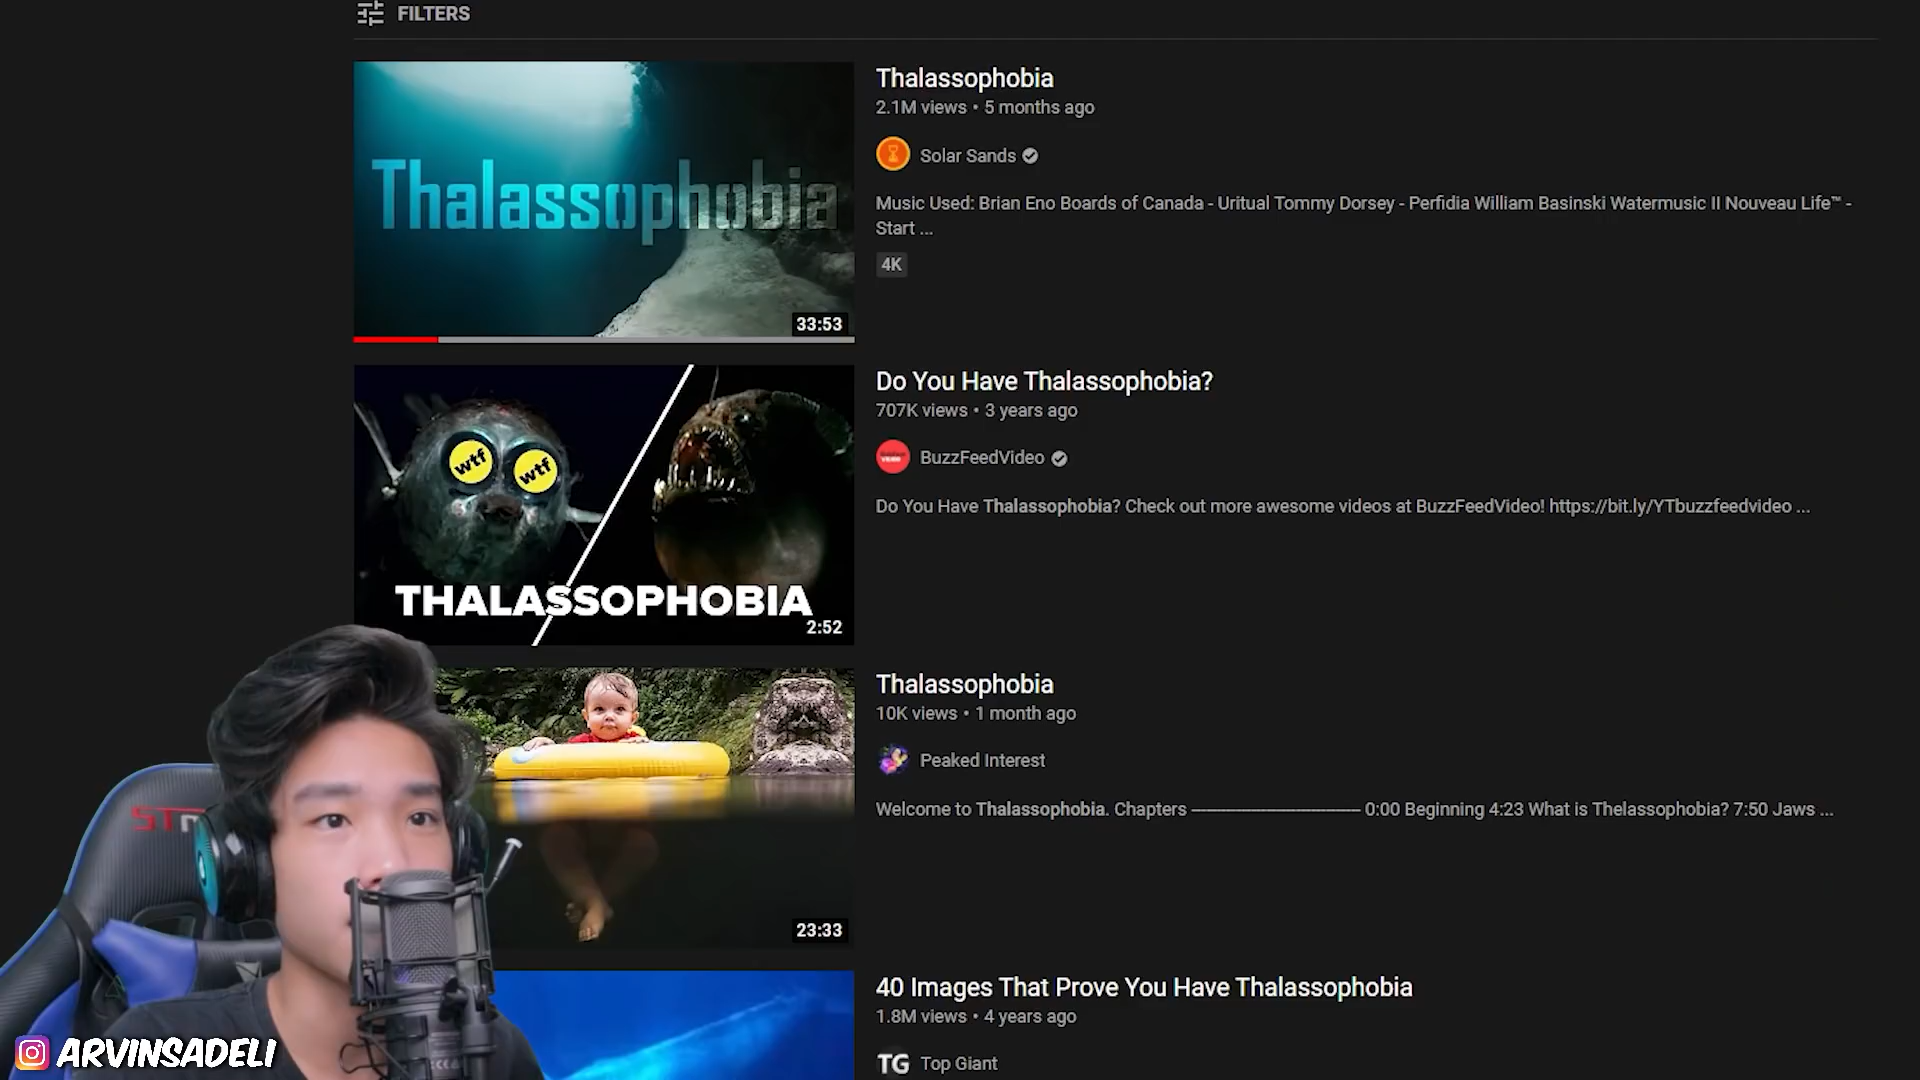 FILTERS
Thalassophobia
33:53
Thalassophobia
2.1M views • 5 months ago
Solar Sands
Music Used: Brian Eno Boards of Canada - Uritual Tommy Dorsey - Perfidia William Basinski Watermusic II Nouveau Life™ -
Start ...
4K
wtf wtf
THALASSOPHOBIA
2:52
Do You Have Thalassophobia?
707K views • 3 years ago
BuzzFeedVideo
Do You Have Thalassophobia? Check out more awesome videos at BuzzFeedVideo! https://bit.ly/YTbuzzfeedvideo ...
23:33
Thalassophobia
10K views • 1 month ago
Peaked Interest
Welcome to Thalassophobia. Chapters ---------------------------------- 0:00 Beginning 4:23 What is Thelassophobia? 7:50 Jaws ...
40 Images That Prove You Have Thalassophobia
1.8M views • 4 years ago
TG Top Giant
ARVINSADELI